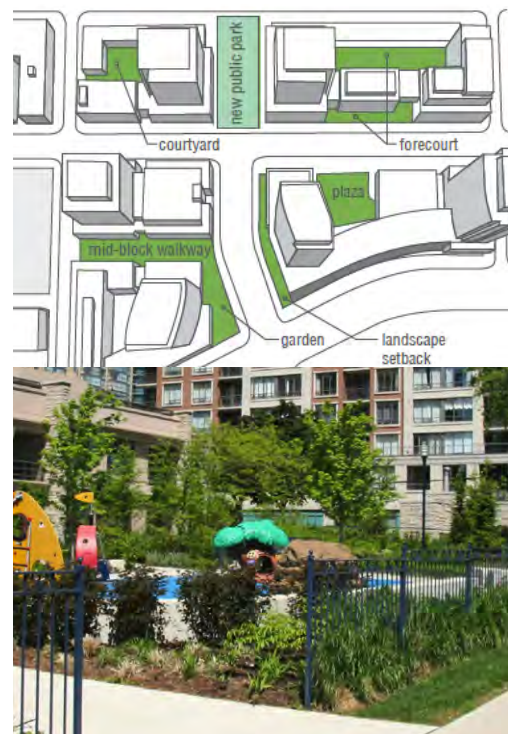 new public park
courtyard
forecourt
plaza
mid-block walkway
garden
landscape
setback